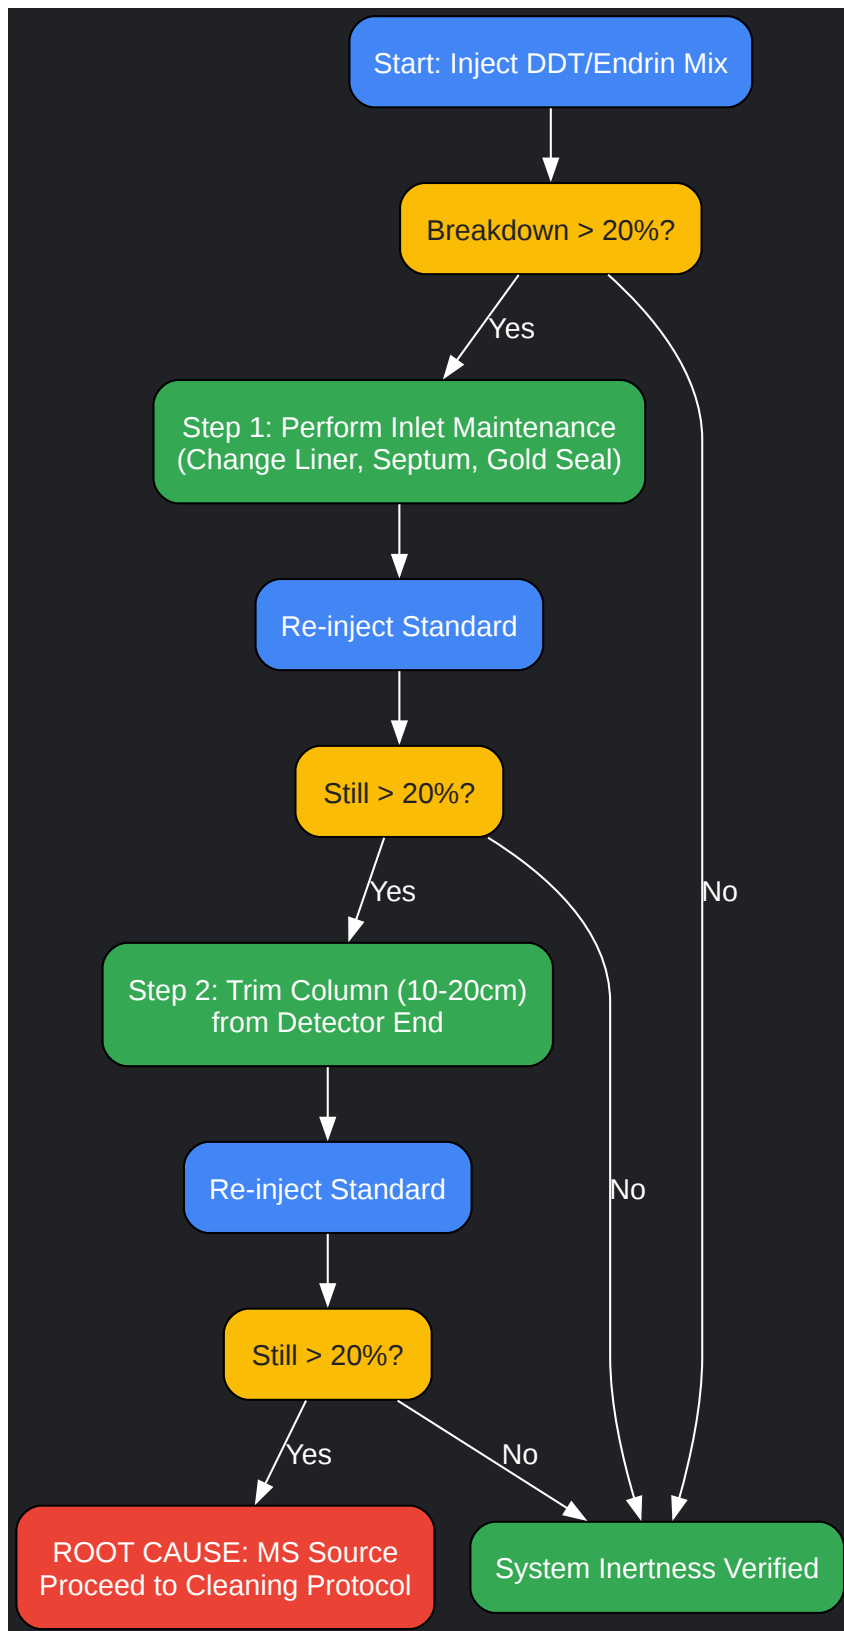 Start: Inject DDT/Endrin Mix
Breakdown > 20%?
Yes
Step 1: Perform Inlet Maintenance
(Change Liner, Septum, Gold Seal)
Re-inject Standard
Still > 20%?
Yes
No
Step 2: Trim Column (10-20cm)
from Detector End
Re-inject Standard
No
Still > 20%?
Yes
No
ROOT CAUSE: MS Source
Proceed to Cleaning Protocol
System Inertness Verified